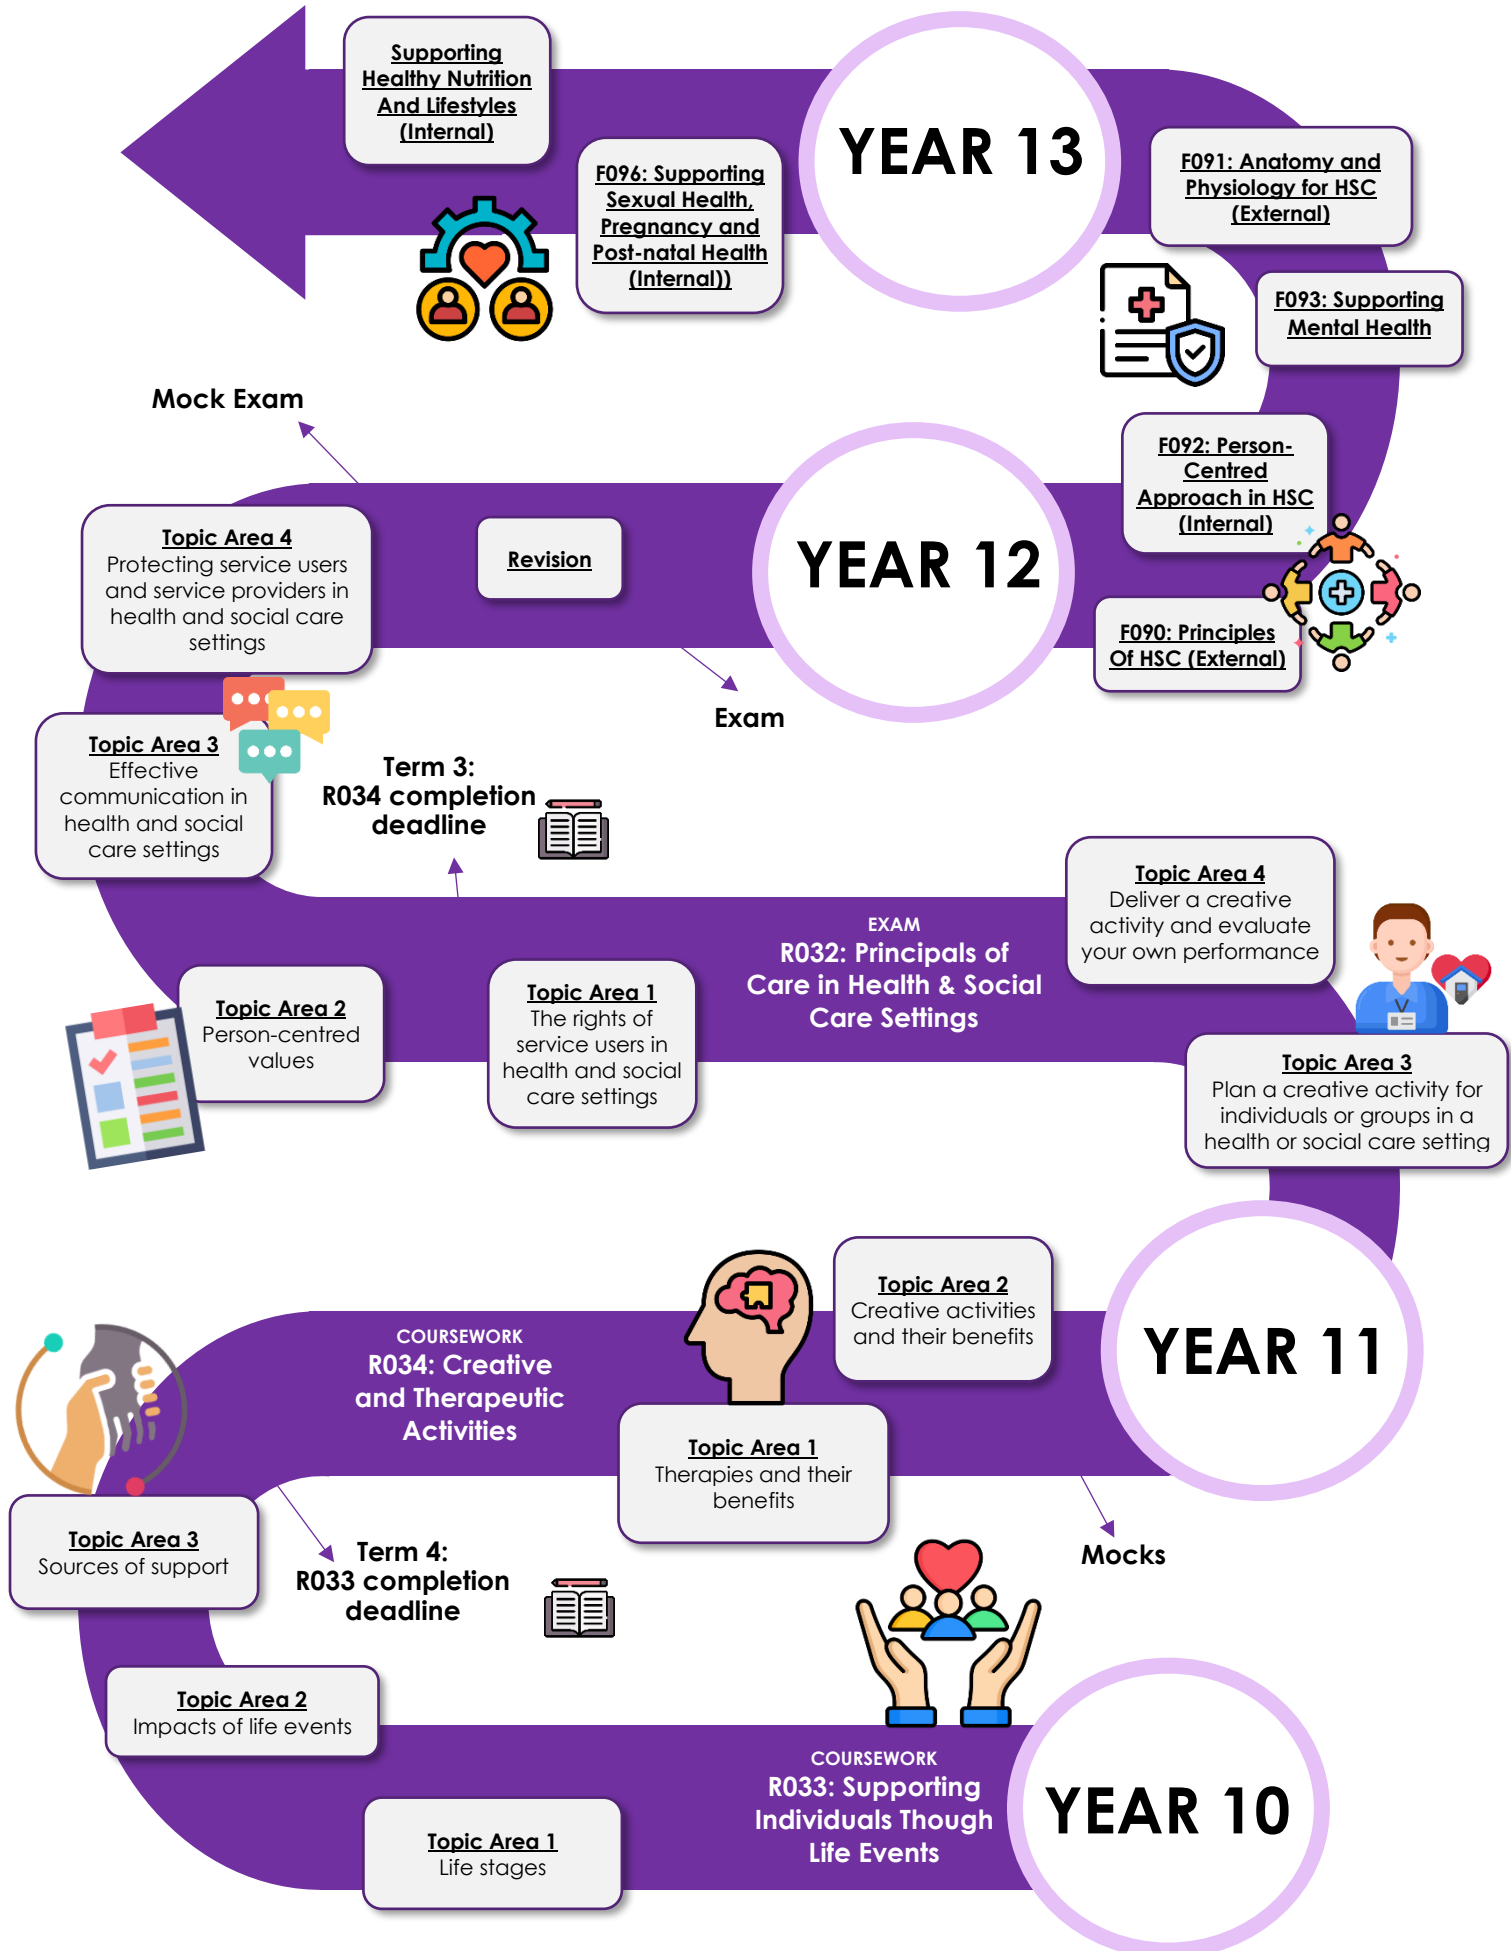 Supporting
Healthy Nutrition
And Lifestyles
(Internal)
F096: Supporting
Sexual Health,
Pregnancy and
Post-natal Health
(Internal))
YEAR 13
F091: Anatomy and
Physiology for HSC
(External)
F093: Supporting
Mental Health
Mock Exam
F092: Person-
Centred
Approach in HSC
(Internal)
Topic Area 4
Protecting service users
and service providers in
health and social care
settings
Revision
YEAR 12
F090: Principles
Of HSC (External)
Exam
Topic Area 3
Effective
communication in
health and social
care settings
Term 3:
R034 completion
deadline
Topic Area 4
Deliver a creative
activity and evaluate
your own performance
EXAM
R032: Principals of
Care in Health & Social
Care Settings
Topic Area 2
Person-centred
values
Topic Area 1
The rights of
service users in
health and social
care settings
Topic Area 3
Plan a creative activity for
individuals or groups in a
health or social care setting
Topic Area 2
Creative activities
and their benefits
YEAR 11
COURSEWORK
R034: Creative
and Therapeutic
Activities
Topic Area 1
Therapies and their
benefits
Topic Area 3
Sources of support
Term 4:
R033 completion
deadline
Mocks
Topic Area 2
Impacts of life events
COURSEWORK
R033: Supporting
Individuals Though
Life Events
YEAR 10
Topic Area 1
Life stages